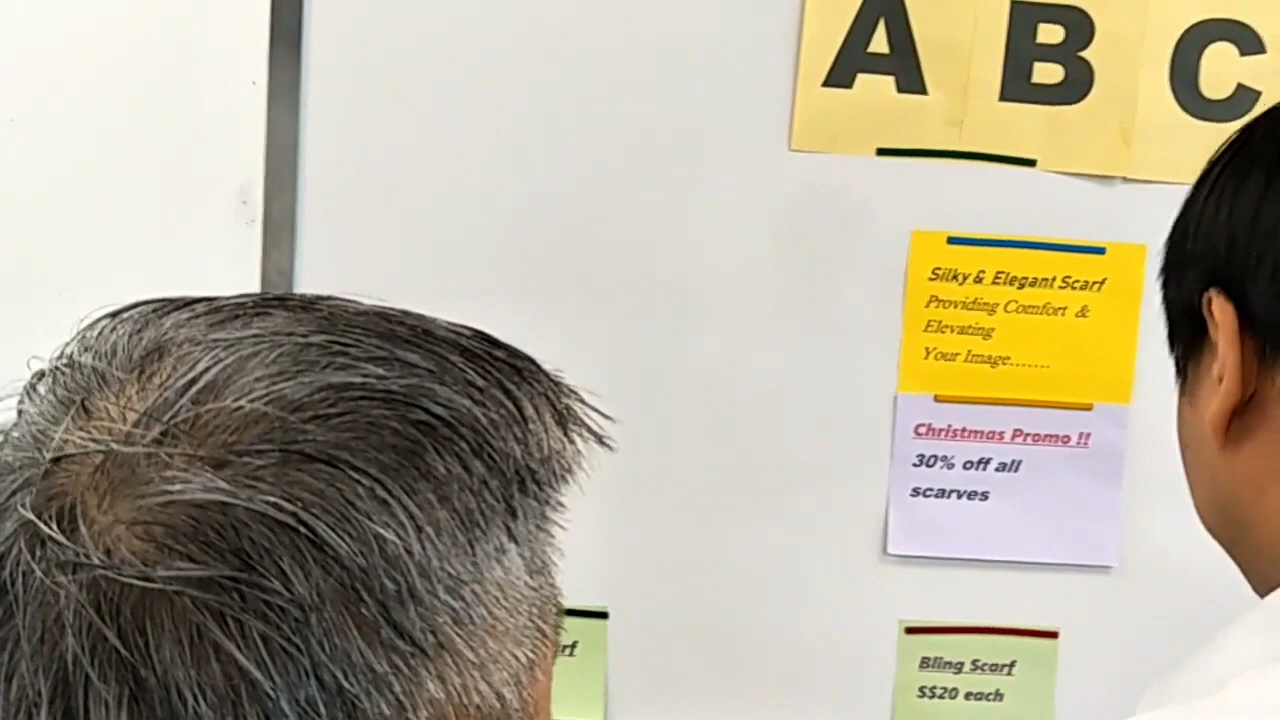 A B C
Silky & Elegant Scarf
Providing Comfort &
Elevating
Your Image.......
Christmas Promo !!
30% off all
scarves
Bling Scarf
S$20 each